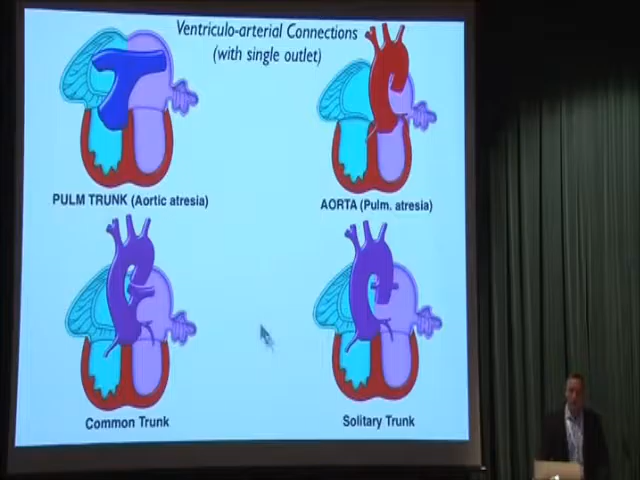 Ventriculo-arterial Connections
(with single outlet)
PULM TRUNK (Aortic atresia)
AORTA (Pulm. atresia)
Common Trunk
Solitary Trunk